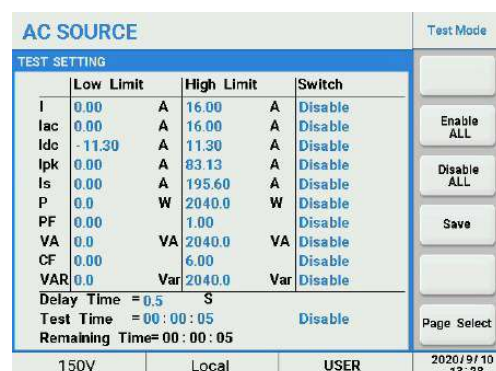 AC SOURCE
Test Mode
TEST SETTING
Low Limit High Limit Switch
I 0.00 A 16.00 A Disable
Iac 0.00 A 16.00 A Disable
Idc -11.30 A 11.30 A Disable
Ipk 0.00 A 83.13 A Disable
Is 0.00 A 195.60 A Disable
P 0.0 W 2040.0 W Disable
PF 0.00 1.00 Disable
VA 0.0 VA 2040.0 VA Disable
CF 0.00 6.00 Disable
VAR 0.0 Var 2040.0 Var Disable
Delay Time = 0.5 S
Test Time = 00 : 00 : 05 Disable
Remaining Time= 00 : 00 : 05
Enable
ALL
Disable
ALL
Save
Page Select
150V Local USER 2020/9/10
13:28